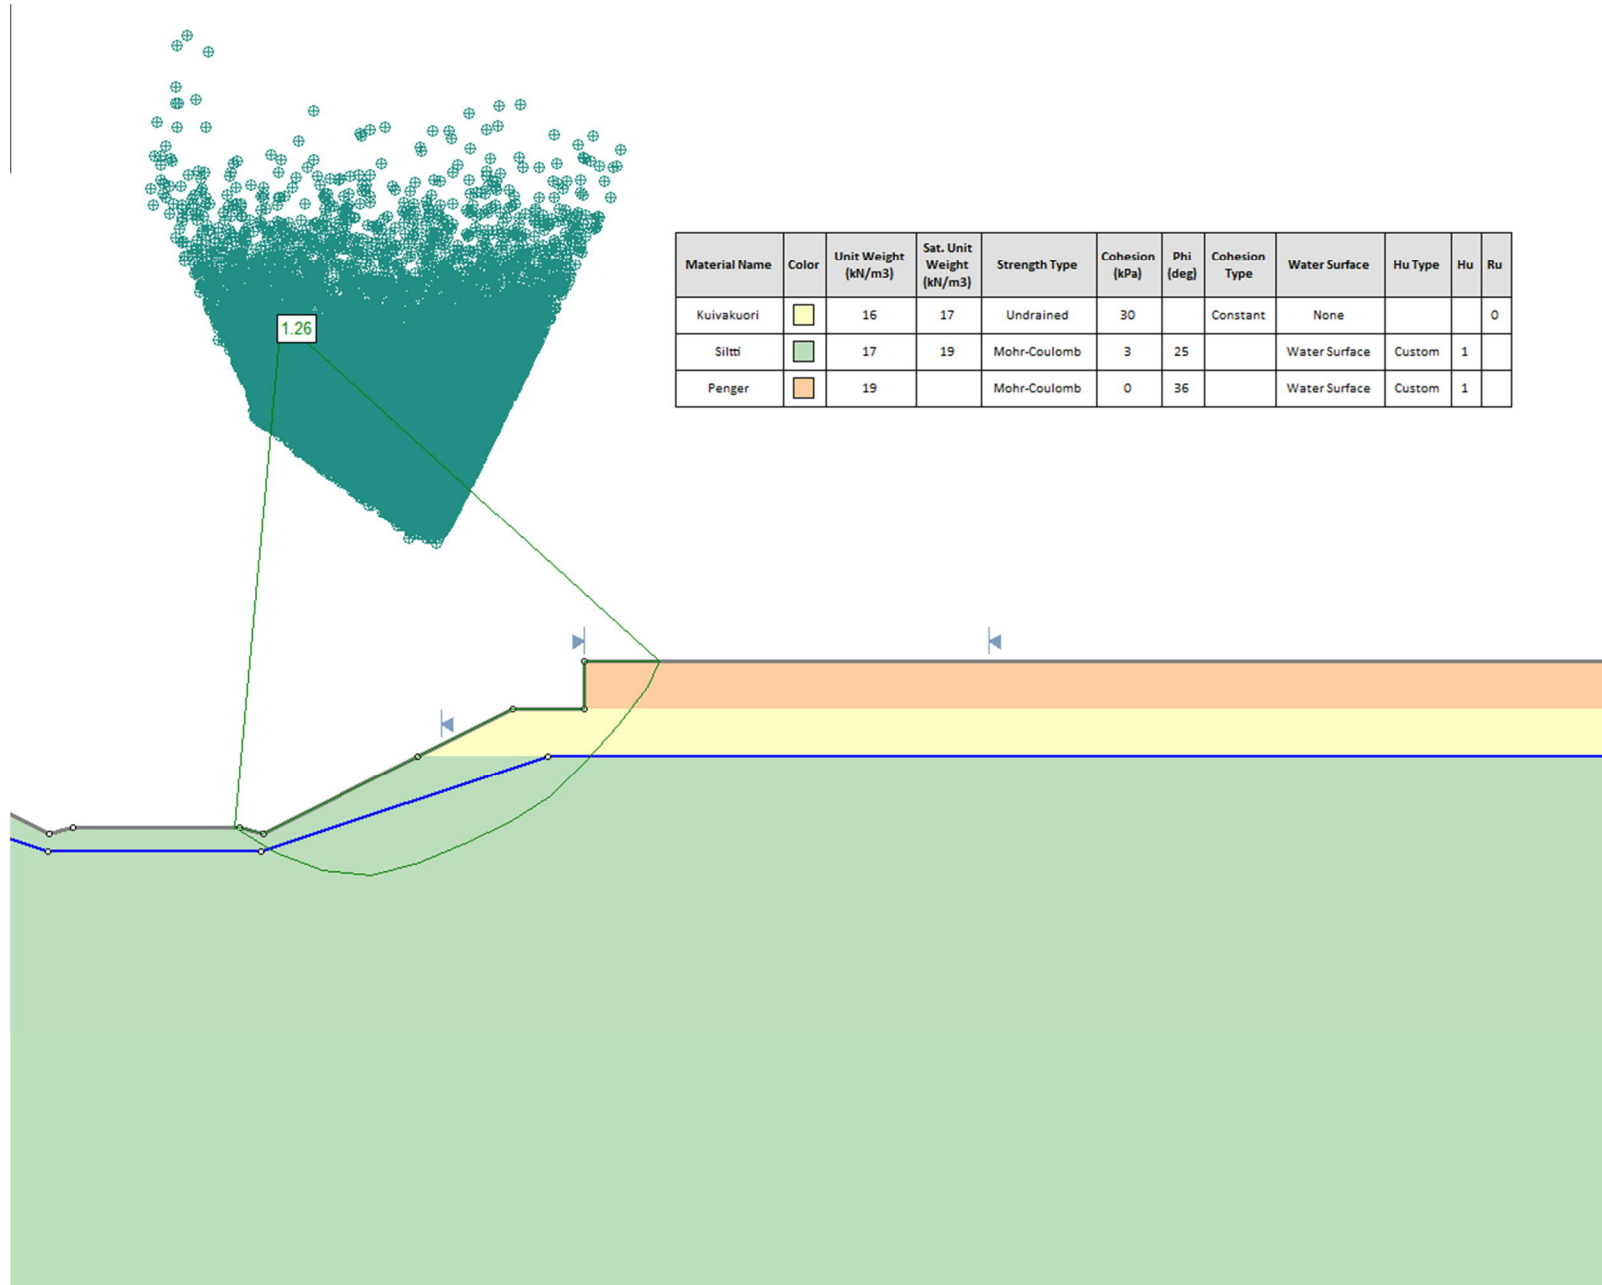 1.26
Material Name Color Unit Weight (kN/m3) Sat. Unit Weight (kN/m3) Strength Type Cohesion (kPa) Phi (deg) Cohesion Type Water Surface Hu Type Hu Ru
Kuivakuori 16 17 Undrained 30 Constant None 0
Siltti 17 19 Mohr-Coulomb 3 25 Water Surface Custom 1
Penger 19 Mohr-Coulomb 0 36 Water Surface Custom 1